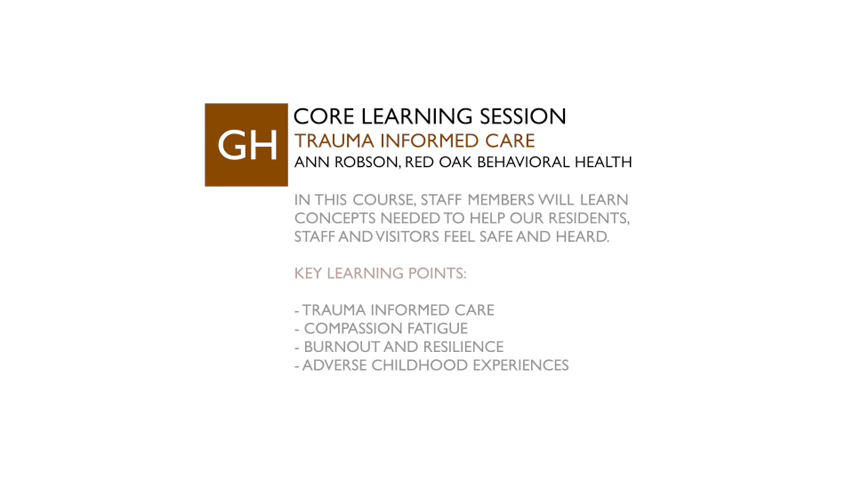 GH
CORE LEARNING SESSION
TRAUMA INFORMED CARE
ANN ROBSON, RED OAK BEHAVIORAL HEALTH
IN THIS COURSE, STAFF MEMBERS WILL LEARN
CONCEPTS NEEDED TO HELP OUR RESIDENTS,
STAFF AND VISITORS FEEL SAFE AND HEARD.
KEY LEARNING POINTS:
- TRAUMA INFORMED CARE
- COMPASSION FATIGUE
- BURNOUT AND RESILIENCE
- ADVERSE CHILDHOOD EXPERIENCES